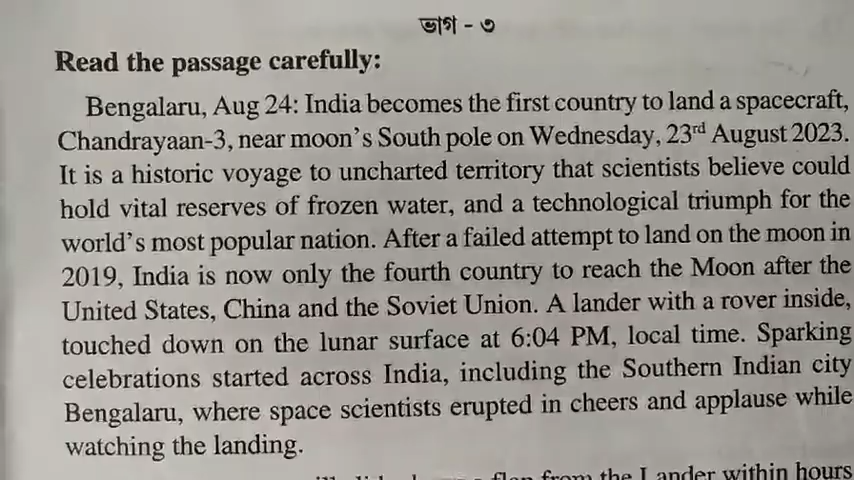 ভাগ - ৩
Read the passage carefully:
Bengalaru, Aug 24: India becomes the first country to land a spacecraft,
Chandrayaan-3, near moon's South pole on Wednesday, 23rd August 2023.
It is a historic voyage to uncharted territory that scientists believe could
hold vital reserves of frozen water, and a technological triumph for the
world's most popular nation. After a failed attempt to land on the moon in
2019, India is now only the fourth country to reach the Moon after the
United States, China and the Soviet Union. A lander with a rover inside,
touched down on the lunar surface at 6:04 PM, local time. Sparking
celebrations started across India, including the Southern Indian city
Bengalaru, where space scientists erupted in cheers and applause while
watching the landing.
from the Lander within hours